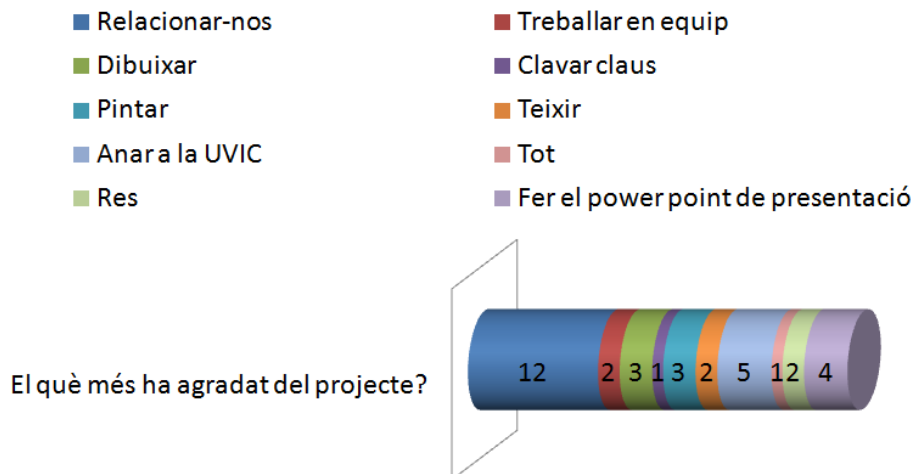 Relacionar-nos Treballar en equip
Dibuixar Clavar claus
Pintar Teixir
Anar a la UVIC Tot
Res Fer el power point de presentació
El què més ha agradat del projecte? 12 2 3 1 3 2 5 1 2 4